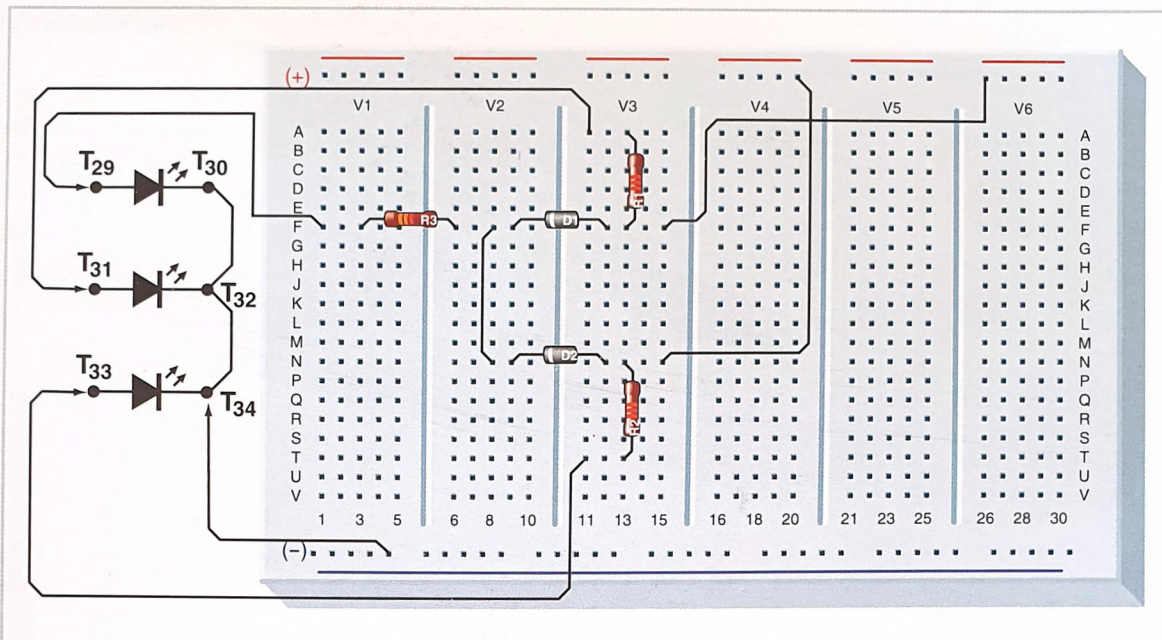 (+)
V1 V2 V3 V4 V5 V6
A A
B B
C C
D D
E E
F F
G G
H H
J J
K K
L L
M M
N N
P P
Q Q
R R
S S
T T
U U
V V
T29 T30
T31
T32
T33
T34
R3
D1
R1
D2
R2
1 3 5 6 8 10 11 13 15 16 18 20 21 23 25 26 28 30
(-)